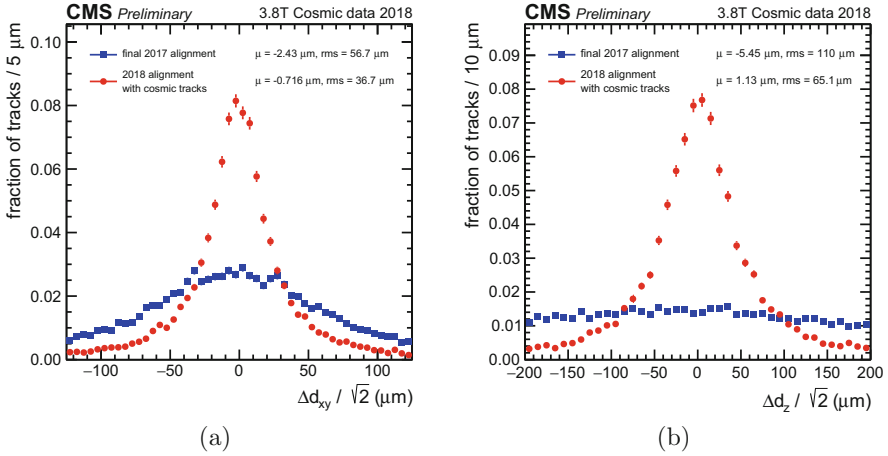 CMS Preliminary 3.8T Cosmic data 2018
fraction of tracks / 5 μm
0.10
0.08
0.06
0.04
0.02
0.00
final 2017 alignment μ = -2.43 μm, rms = 56.7 μm
2018 alignment
with cosmic tracks μ = -0.716 μm, rms = 36.7 μm
−100 −50 0 50 100
Δd_xy / √2 (μm)
(a)
CMS Preliminary 3.8T Cosmic data 2018
fraction of tracks / 10 μm
0.09
0.08
0.07
0.06
0.05
0.04
0.03
0.02
0.01
0.00
final 2017 alignment μ = -5.45 μm, rms = 110 μm
2018 alignment
with cosmic tracks μ = 1.13 μm, rms = 65.1 μm
−200 −150 −100 −50 0 50 100 150 200
Δd_z / √2 (μm)
(b)